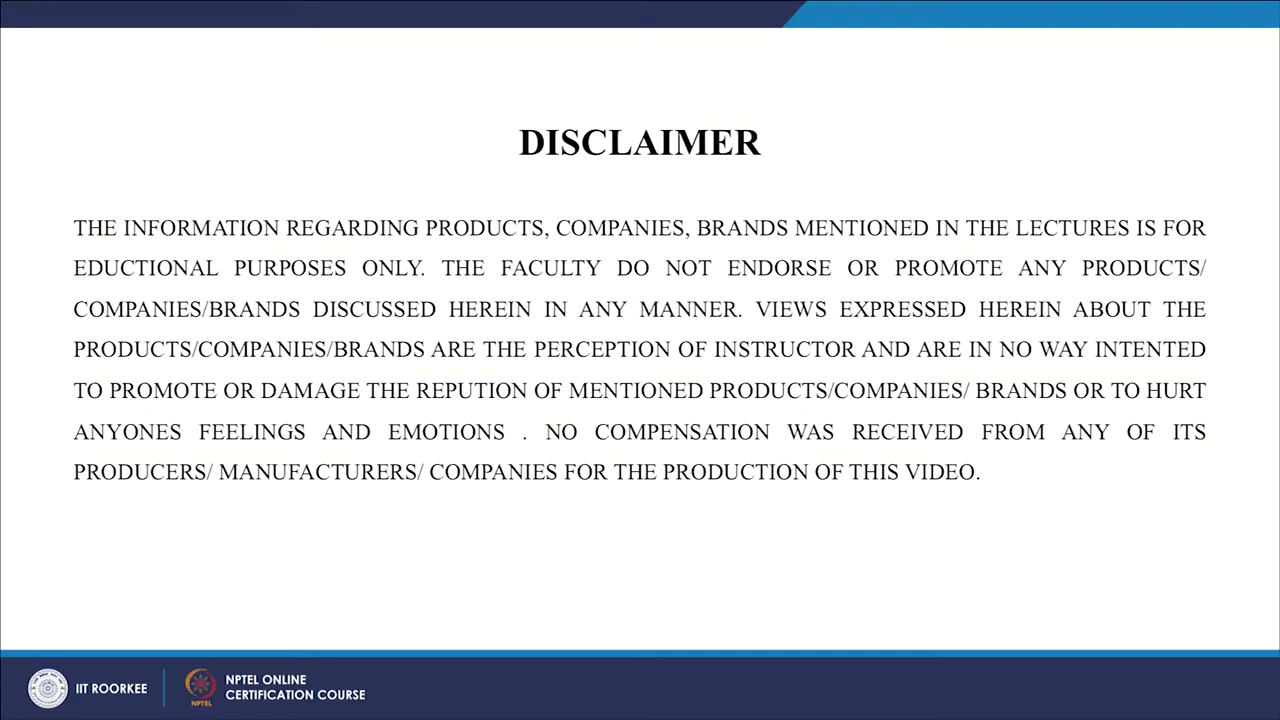 DISCLAIMER
THE INFORMATION REGARDING PRODUCTS, COMPANIES, BRANDS MENTIONED IN THE LECTURES IS FOR
EDUCTIONAL PURPOSES ONLY. THE FACULTY DO NOT ENDORSE OR PROMOTE ANY PRODUCTS/
COMPANIES/BRANDS DISCUSSED HEREIN IN ANY MANNER. VIEWS EXPRESSED HEREIN ABOUT THE
PRODUCTS/COMPANIES/BRANDS ARE THE PERCEPTION OF INSTRUCTOR AND ARE IN NO WAY INTENTED
TO PROMOTE OR DAMAGE THE REPUTION OF MENTIONED PRODUCTS/COMPANIES/ BRANDS OR TO HURT
ANYONES FEELINGS AND EMOTIONS . NO COMPENSATION WAS RECEIVED FROM ANY OF ITS
PRODUCERS/ MANUFACTURERS/ COMPANIES FOR THE PRODUCTION OF THIS VIDEO.
IIT ROORKEE
NPTEL
NPTEL ONLINE
CERTIFICATION COURSE